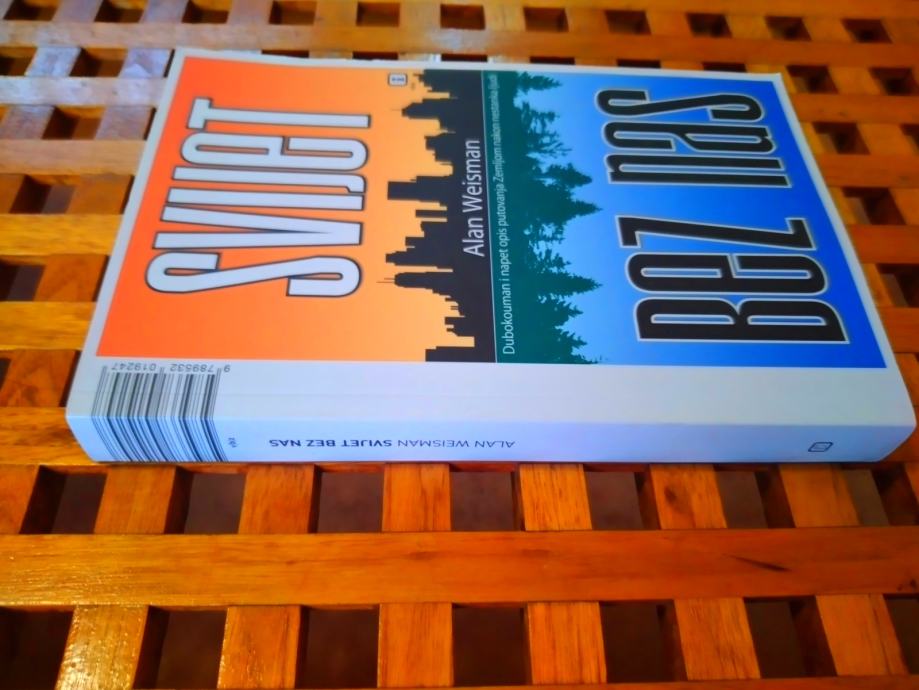 SVIJET
Alan Weisman
Dubokouman i napet opis putovanja Zemljom nakon nestanka ljudi
BEZ NAS
ALAN WEISMAN SVIJET BEZ NAS
9 789532 019247